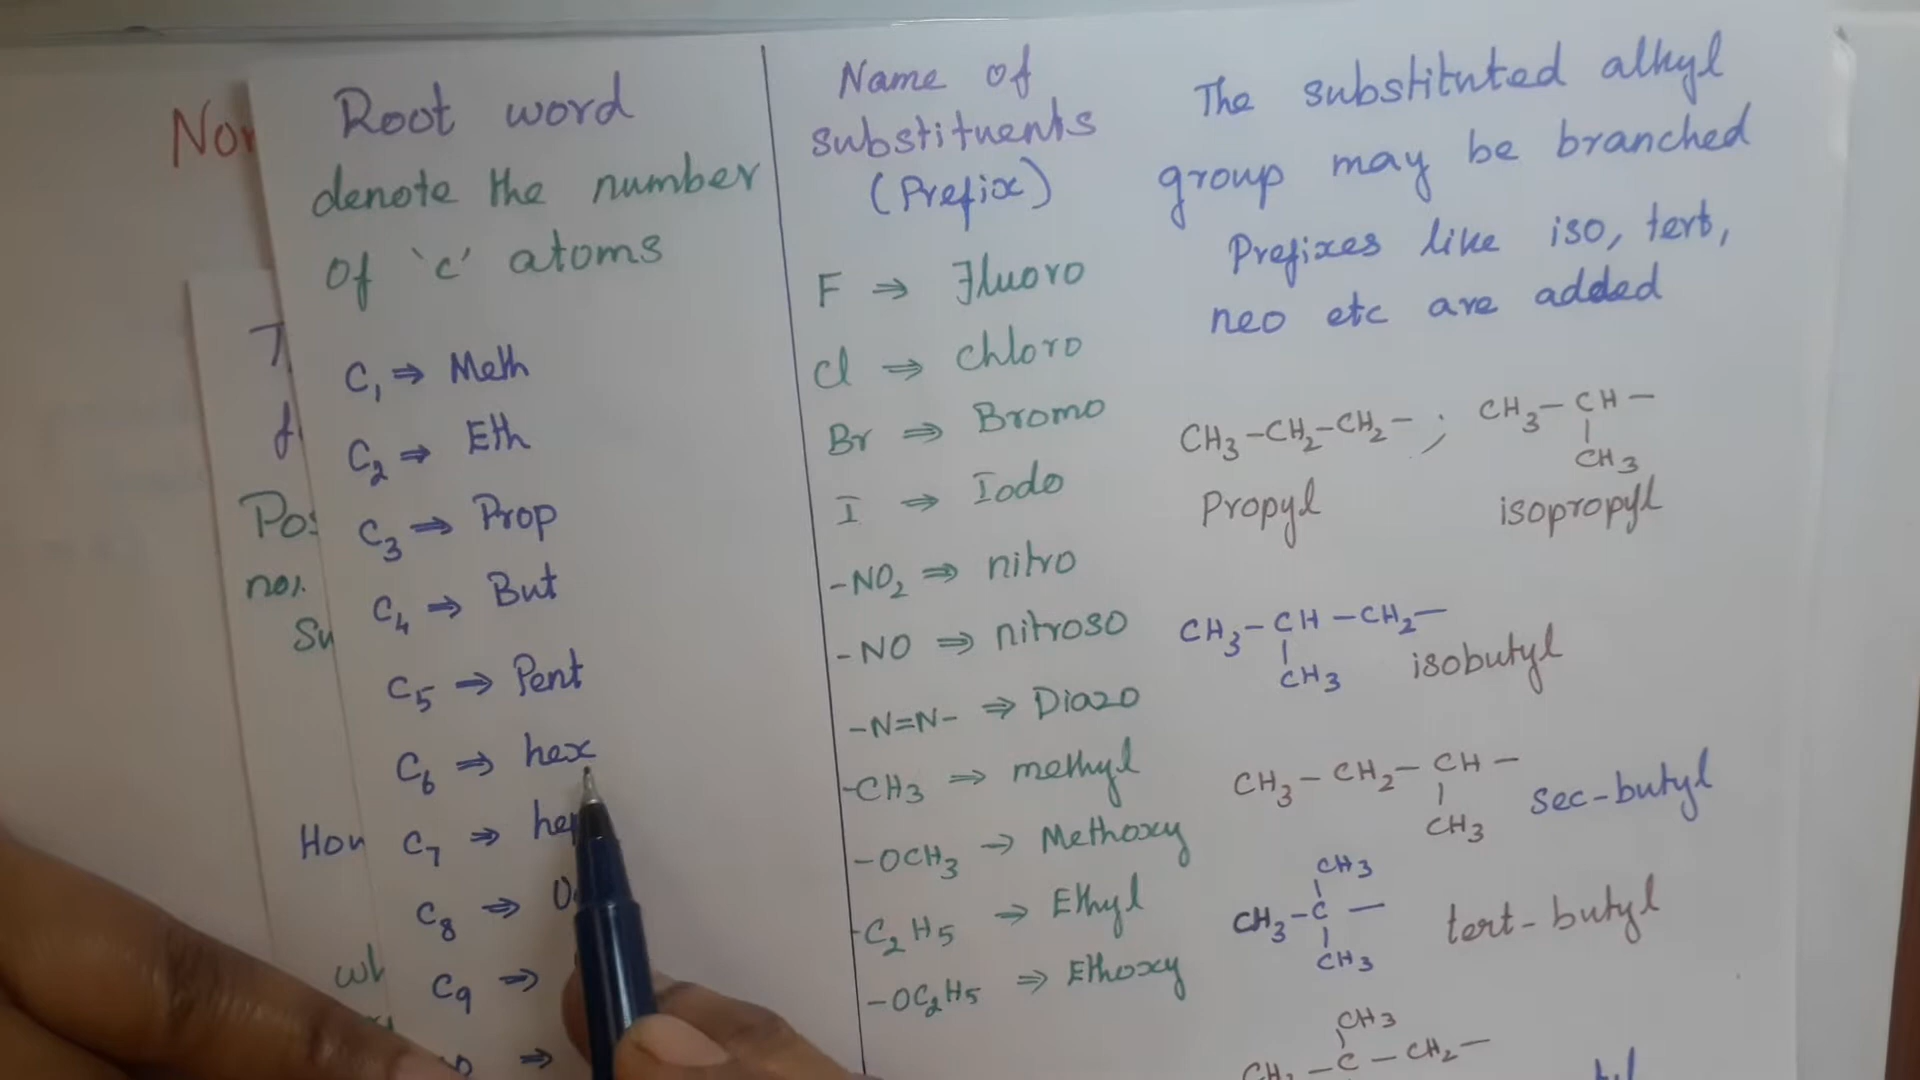 Root word
denote the number
of 'c' atoms
C1 ⇒ Meth
C2 ⇒ Eth
C3 ⇒ Prop
C4 ⇒ But
C5 ⇒ Pent
C6 ⇒ hex
C7 ⇒
C8 ⇒
C9 ⇒
Name of
substituents
(Prefix)
F ⇒ Fluoro
Cl ⇒ chloro
Br ⇒ Bromo
I ⇒ Iodo
-NO2 ⇒ nitro
-NO ⇒ nitroso
-N=N- ⇒ Diazo
-CH3 ⇒ methyl
-OCH3 → Methoxy
-C2H5 ⇒ Ethyl
-OC2H5 ⇒ Ethoxy
The substituted alkyl
group may be branched
Prefixes like iso, tert,
neo etc are added
CH3-CH2-CH2- ; CH3-CH-
CH3
Propyl isopropyl
CH3-CH-CH2-
CH3 isobutyl
CH3-CH2-CH-
CH3 sec-butyl
CH3
CH3-C-
CH3 tert-butyl
CH3
CH3-C-CH2-